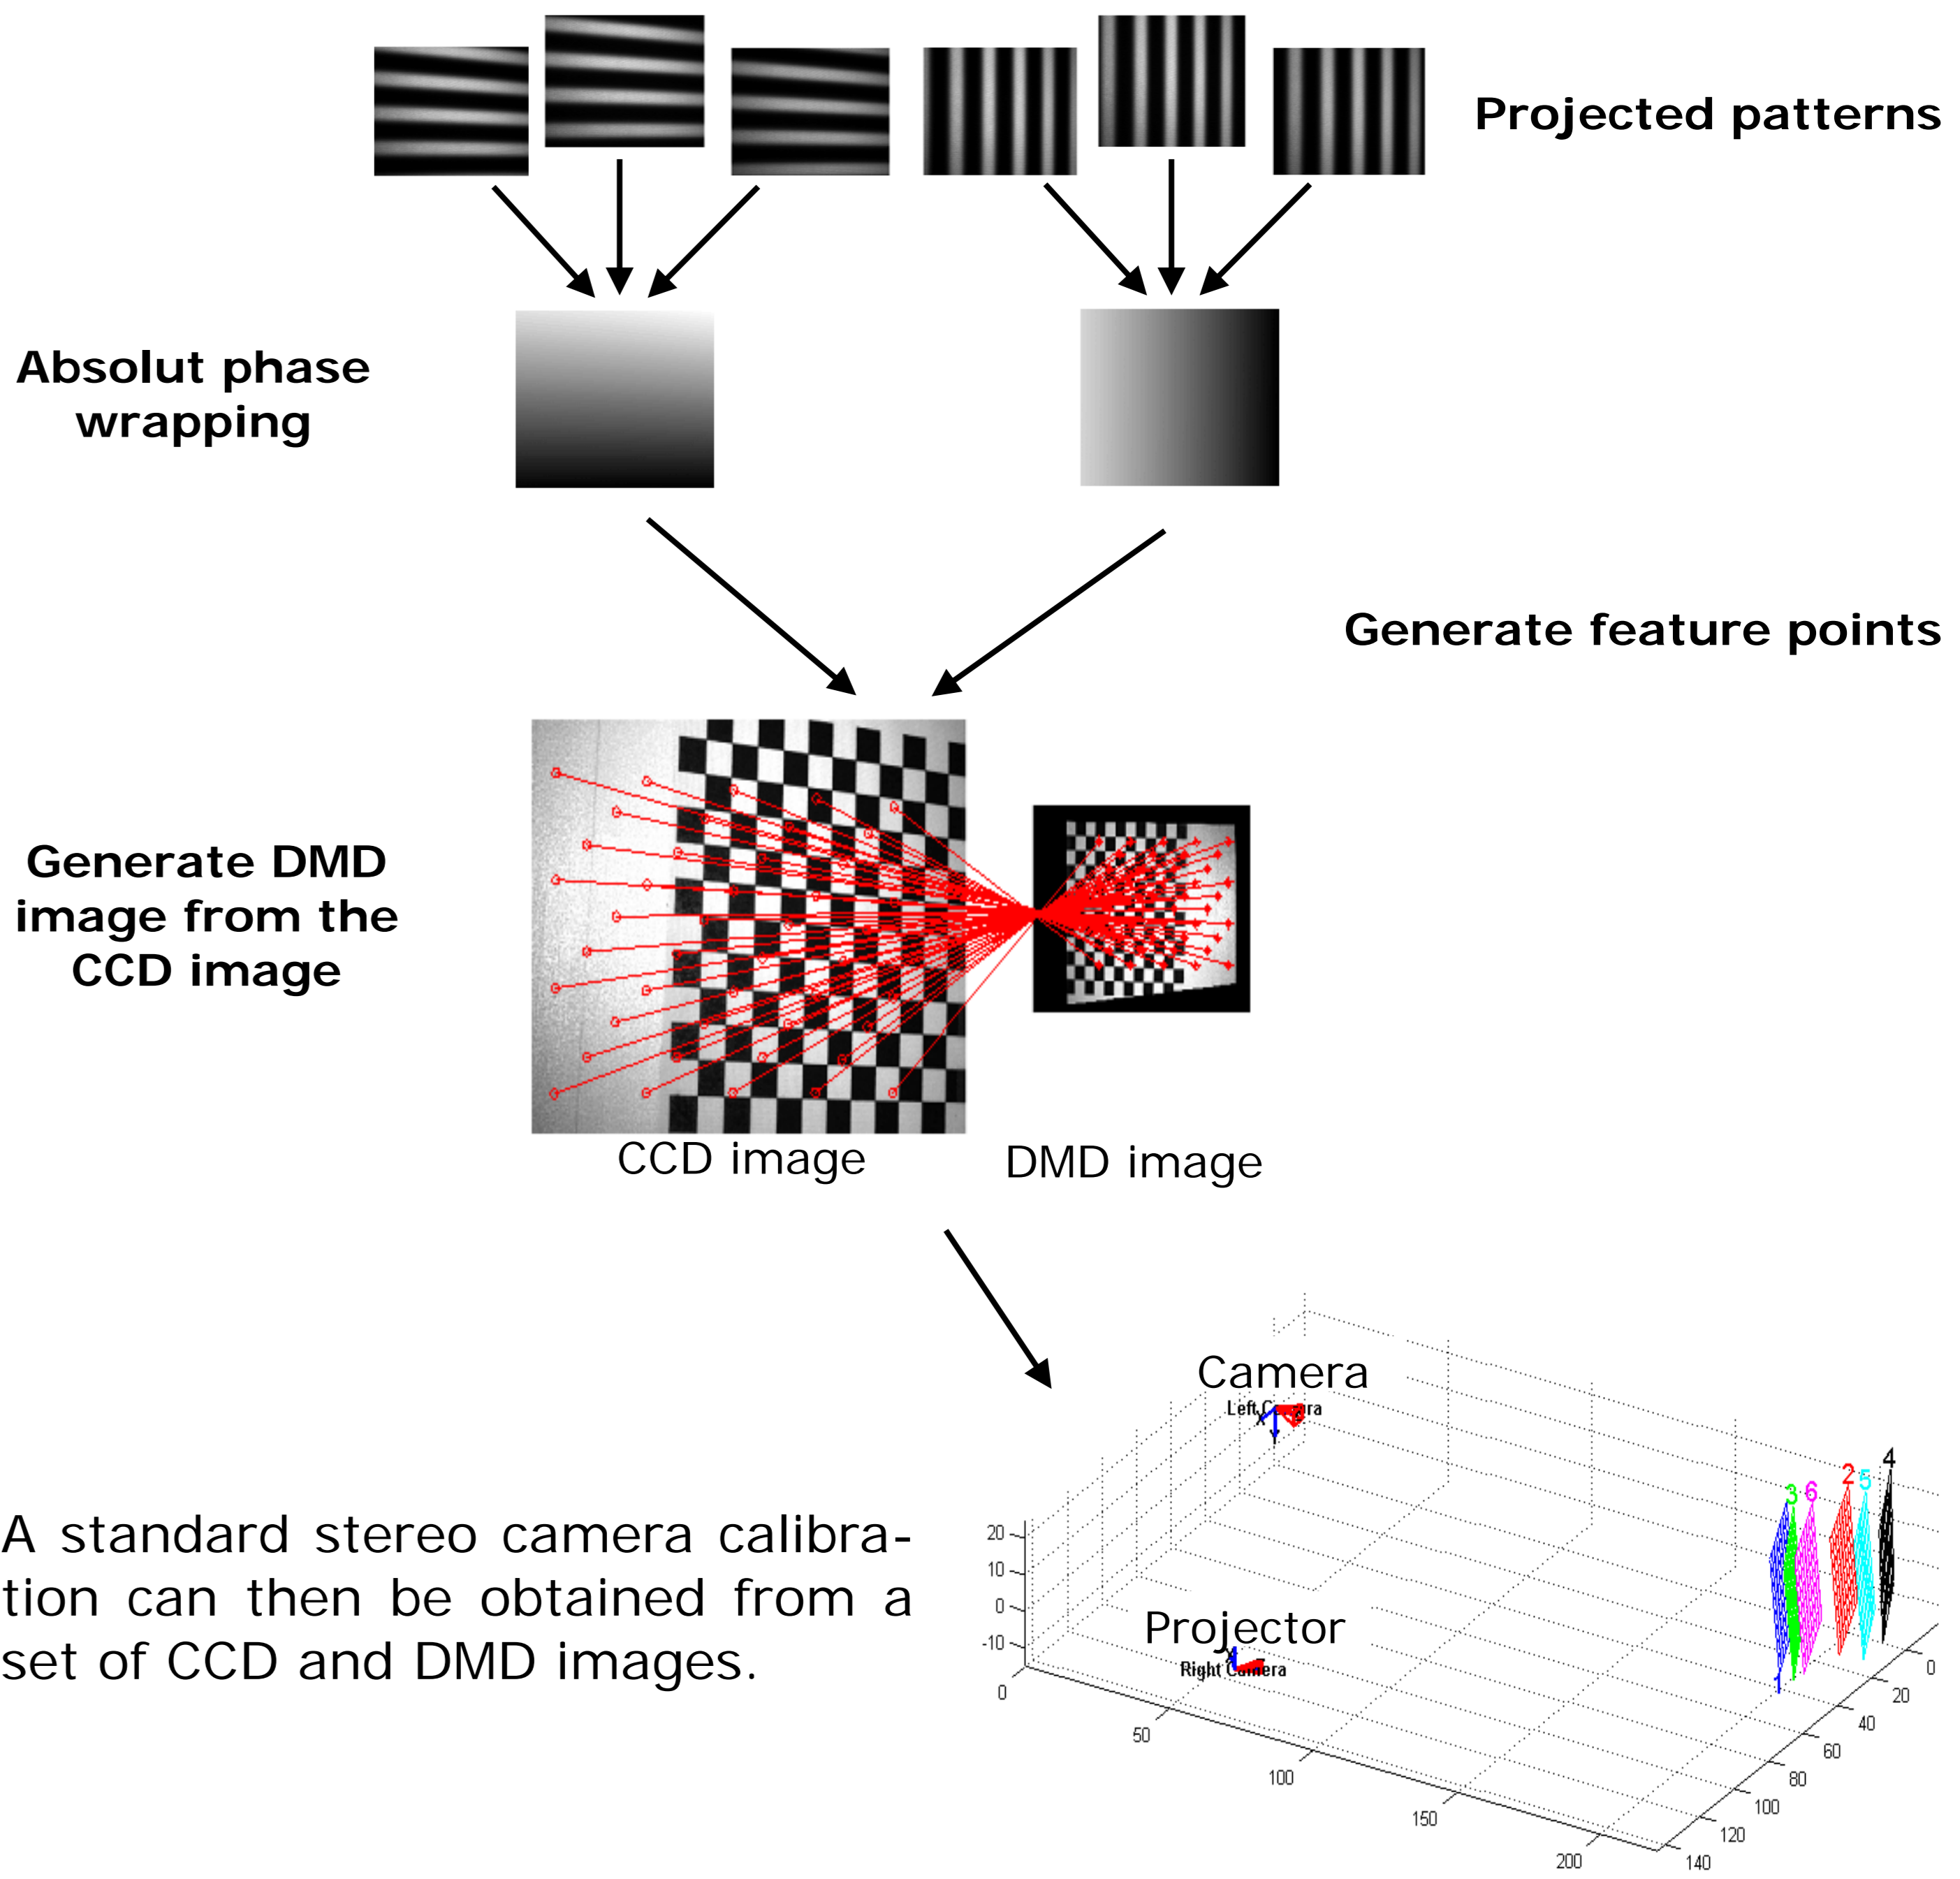 Projected patterns
Absolut phase
wrapping
Generate feature points
Generate DMD
image from the
CCD image
CCD image
DMD image
A standard stereo camera calibra-
tion can then be obtained from a
set of CCD and DMD images.
Camera
X
Y
Projector
X
Right Camera
20
10
0
-10
0
50
100
150
200
3
6
2
5
4
1
0
20
40
60
80
100
120
140